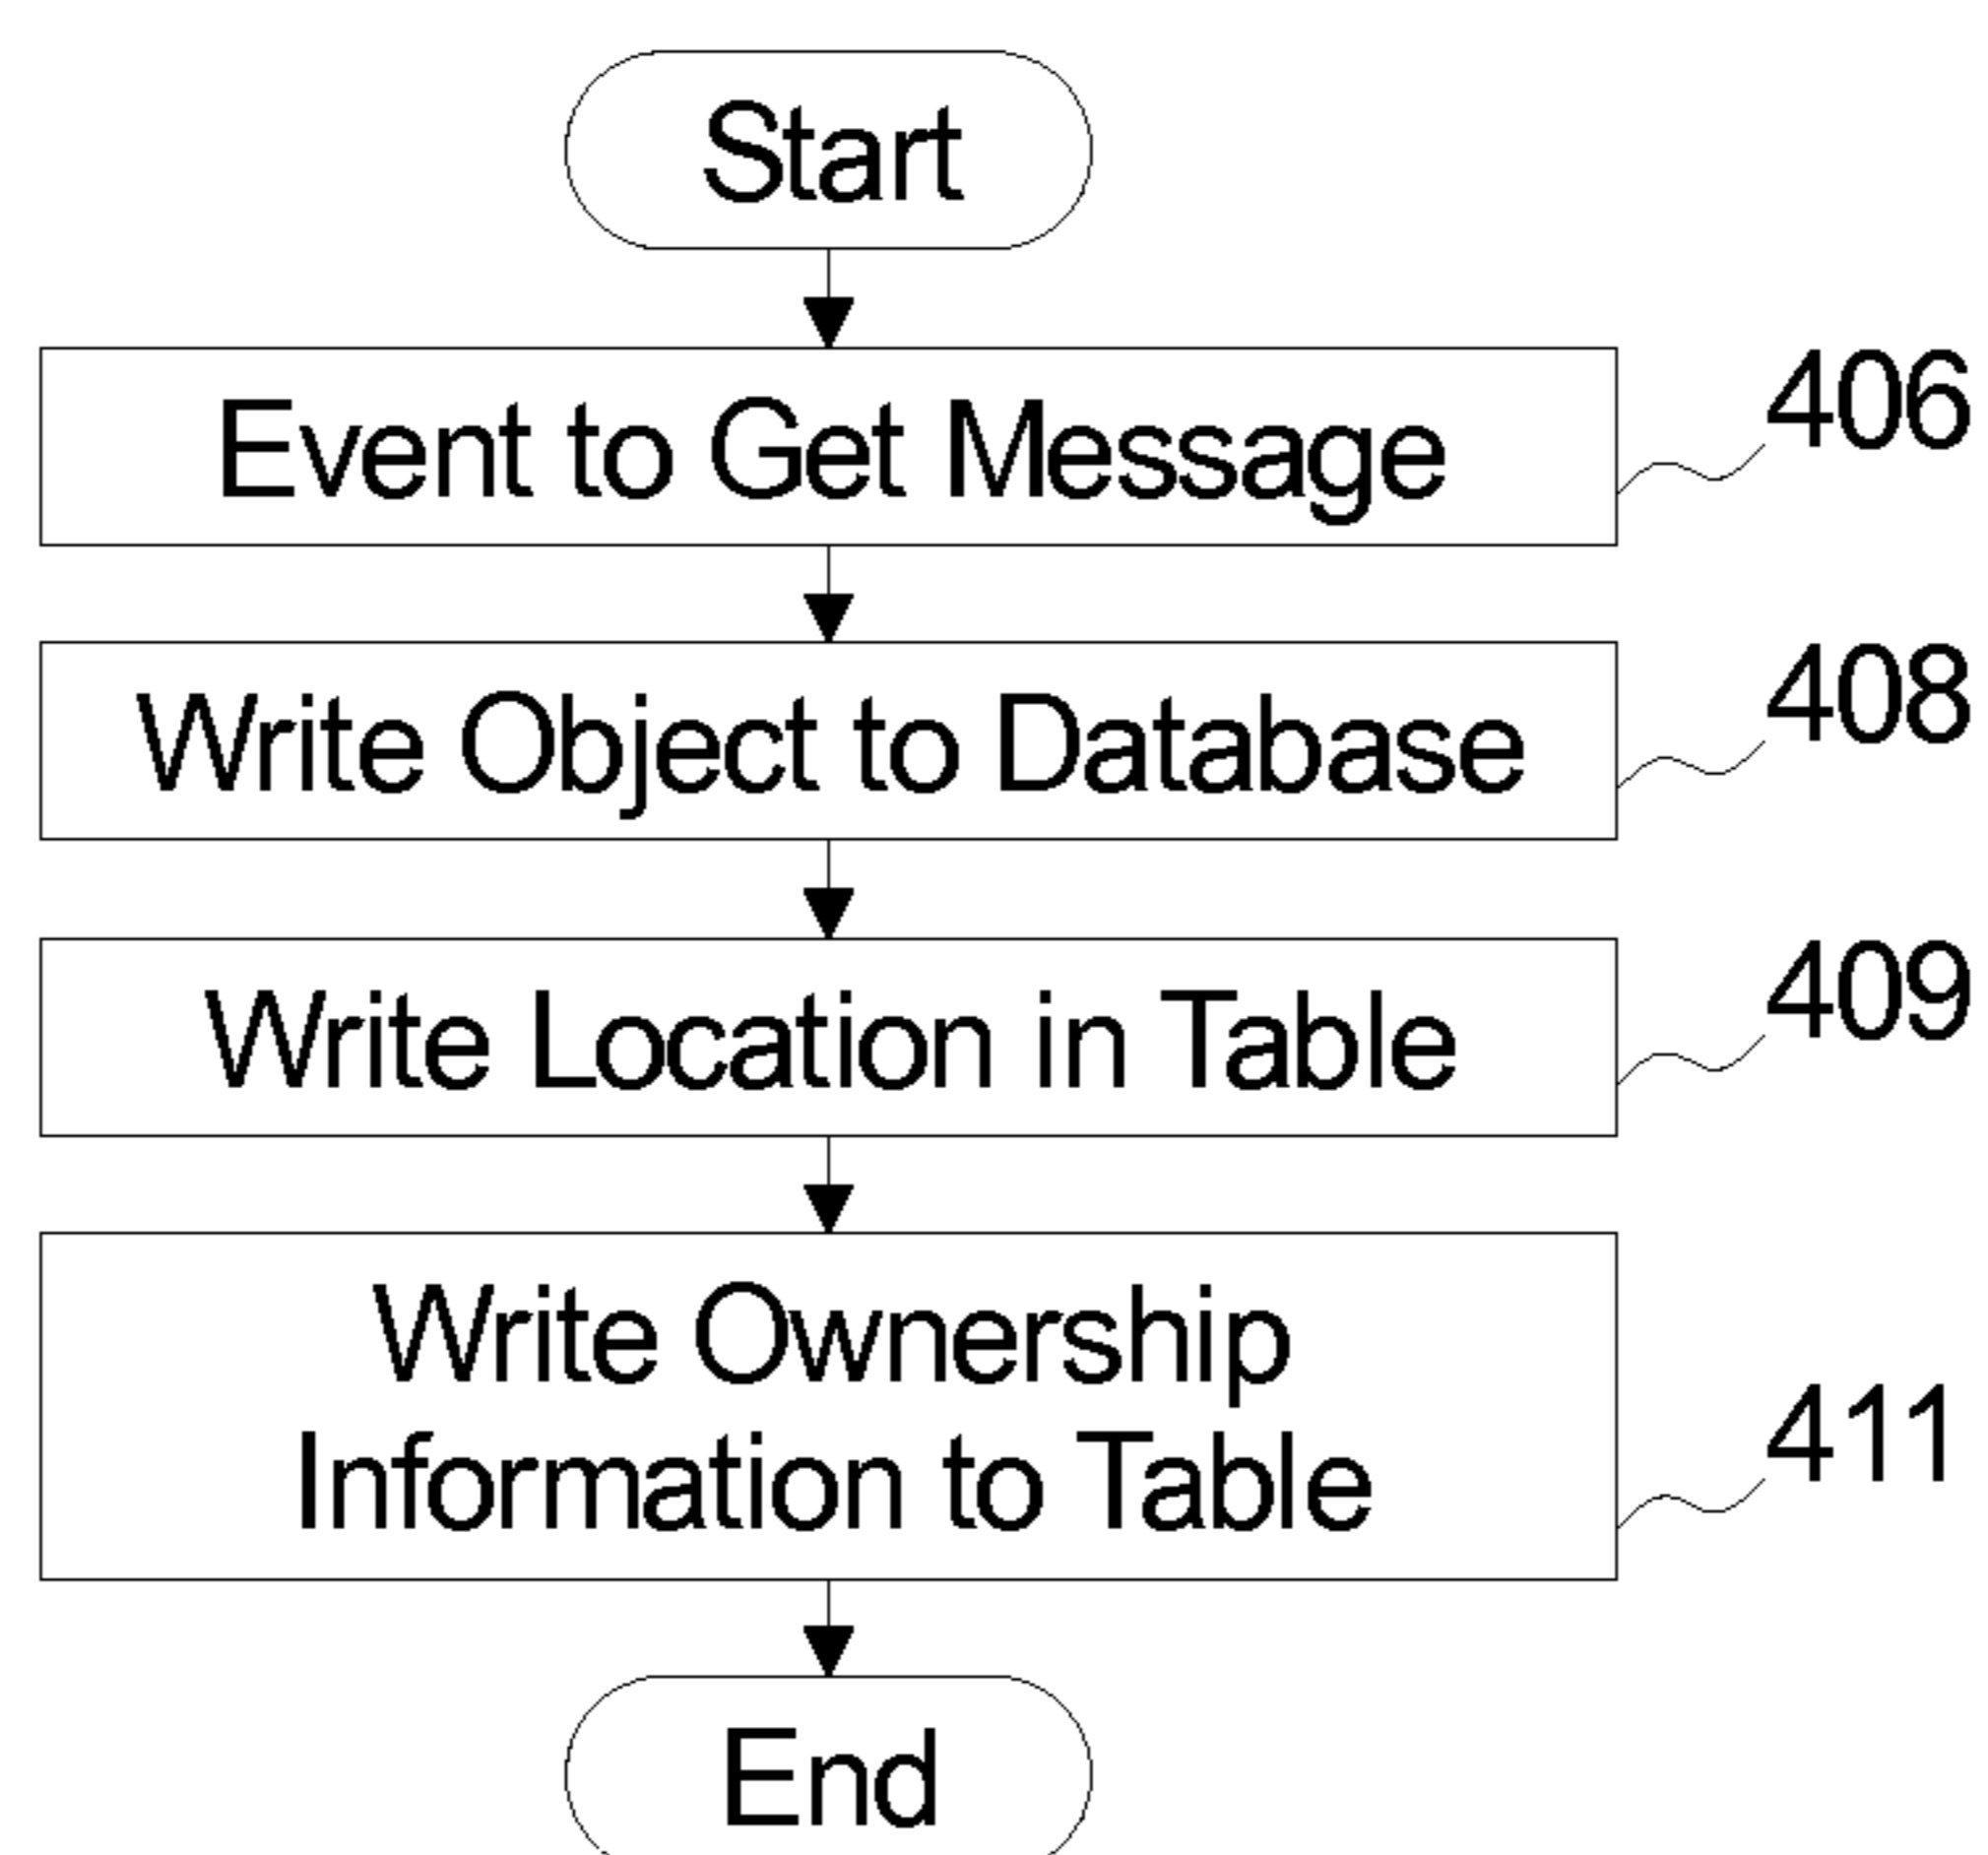 Start
Event to Get Message
406
Write Object to Database
408
Write Location in Table
409
Write Ownership
Information to Table
411
End